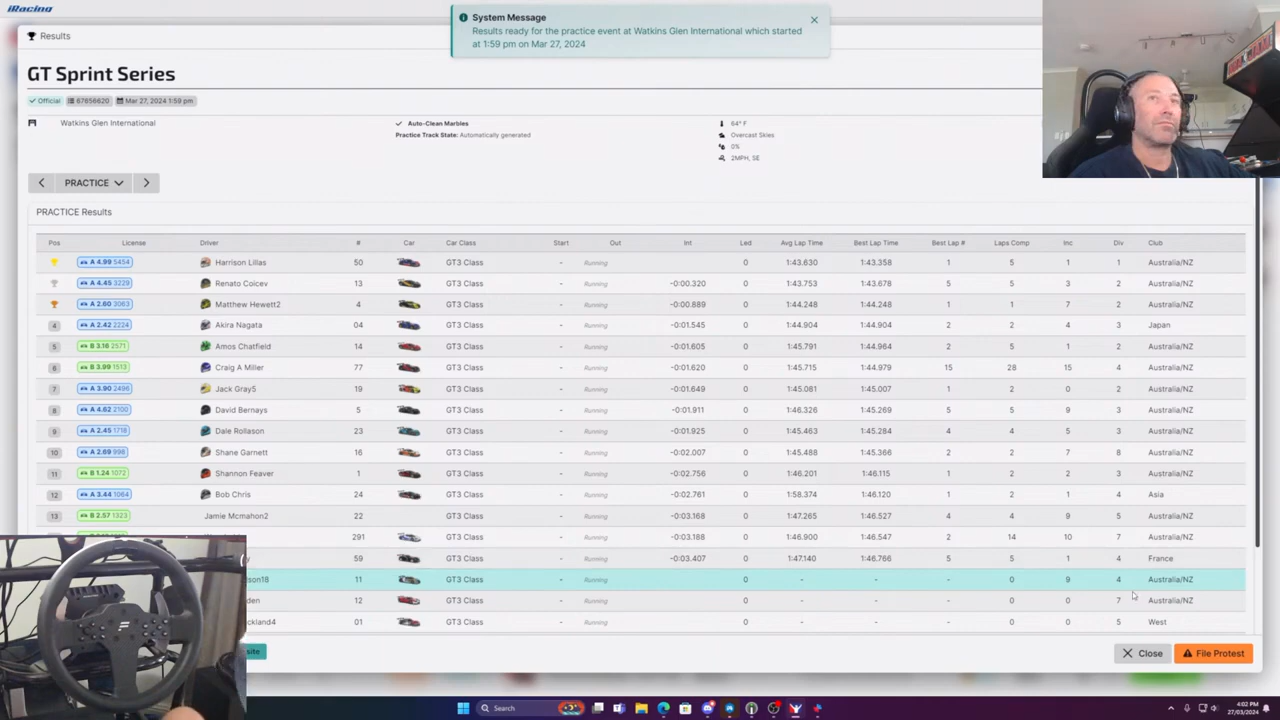 iRacing
System Message
Results ready for the practice event at Watkins Glen International which started
at 1:59 pm on Mar 27, 2024
Results
GT Sprint Series
Official 67656620 Mar 27, 2024 1:59 pm
Watkins Glen International
Auto-Clean Marbles
Practice Track State: Automatically generated
64° F
Overcast Skies
0%
2MPH, SE
PRACTICE
PRACTICE Results
Pos License Driver # Car Car Class Start Out Int Led Avg Lap Time Best Lap Time Best Lap # Laps Comp Inc Div Club
A 4.99 5454 Harrison Lillas 50 GT3 Class - Running 0 1:43.630 1:43.358 1 5 1 1 Australia/NZ
A 4.45 3229 Renato Coicev 13 GT3 Class - Running -0:00.320 0 1:43.753 1:43.678 5 5 3 2 Australia/NZ
A 2.60 3063 Matthew Hewett2 4 GT3 Class - Running -0:00.889 0 1:44.248 1:44.248 1 1 7 2 Australia/NZ
4 A 2.42 2224 Akira Nagata 04 GT3 Class - Running -0:01.545 0 1:44.904 1:44.904 2 2 4 3 Japan
5 B 3.16 2571 Amos Chatfield 14 GT3 Class - Running -0:01.605 0 1:45.791 1:44.964 2 5 1 2 Australia/NZ
6 B 3.99 1513 Craig A Miller 77 GT3 Class - Running -0:01.620 0 1:45.715 1:44.979 15 28 15 4 Australia/NZ
7 A 3.90 2496 Jack Gray5 19 GT3 Class - Running -0:01.649 0 1:45.081 1:45.007 1 2 0 2 Australia/NZ
8 A 4.62 2100 David Bernays 5 GT3 Class - Running -0:01.911 0 1:46.328 1:45.269 5 5 9 3 Australia/NZ
9 A 2.45 1718 Dale Rollason 23 GT3 Class - Running -0:01.925 0 1:45.463 1:45.284 4 4 5 3 Australia/NZ
10 A 2.69 998 Shane Garnett 16 GT3 Class - Running -0:02.007 0 1:45.488 1:45.366 2 2 7 8 Australia/NZ
11 B 1.24 1072 Shannon Feaver 201 GT3 Class - Running -0:02.756 0 1:46.201 1:46.115 1 2 2 3 Australia/NZ
12 A 3.44 1064 Bob Chris 24 GT3 Class - Running -0:02.761 0 1:58.374 1:46.120 1 2 1 4 Asia
13 B 2.57 1323 Jamie Mcmahon2 22 GT3 Class - Running -0:03.168 0 1:47.265 1:46.527 4 4 9 5 Australia/NZ
291 GT3 Class - Running -0:03.188 0 1:46.900 1:46.547 2 14 10 7 Australia/NZ
59 GT3 Class - Running -0:03.407 0 1:47.140 1:46.766 5 5 1 4 France
11 GT3 Class - Running 0 - - - 0 9 4 Australia/NZ
12 GT3 Class - Running 0 - - - 0 0 Australia/NZ
01 GT3 Class - Running 0 - - - 0 0 5 West
Close File Protest
Search
4:02 PM
27/03/2024